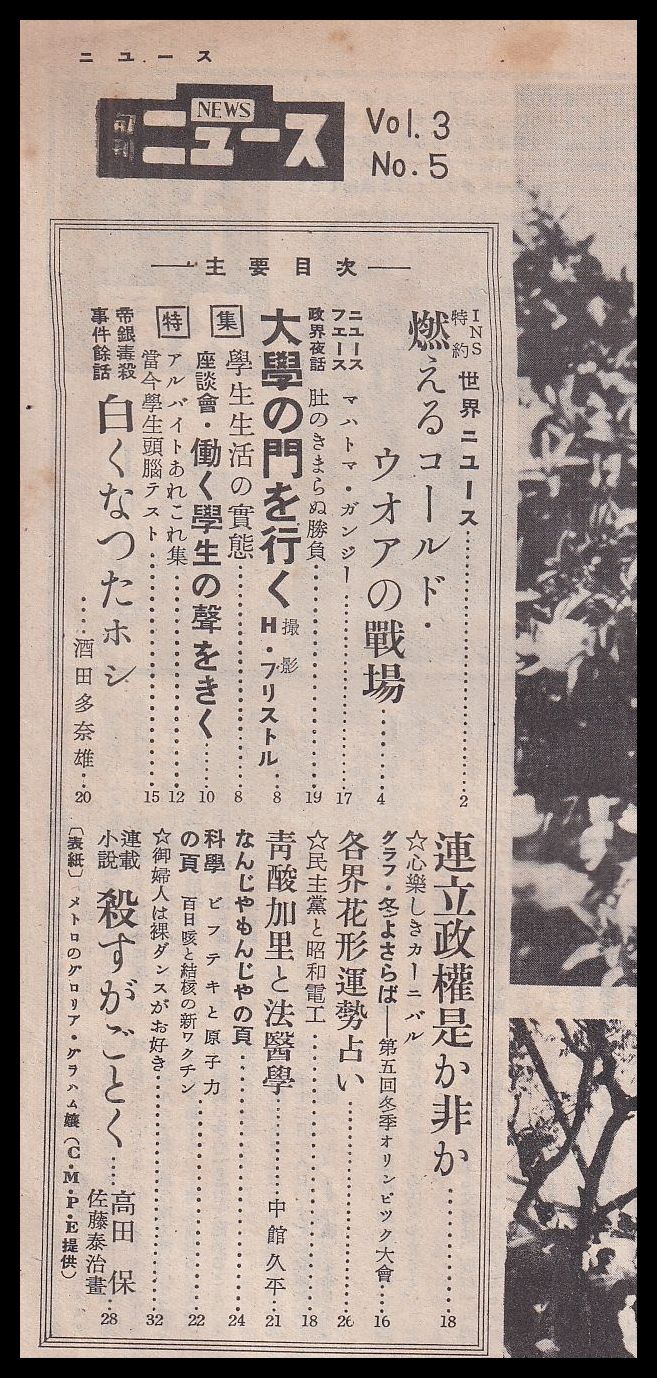 ニュース
旬刊
NEWS
ニュース
Vol. 3
No. 5
主要目次
INS特約 世界ニュース……2
燃えるコールド・
ウオアの戰場……4
ニュースフエース マハトマ・ガンジー……17
政界夜話 肚のきまらぬ勝負……19
大學の門を行く 撮影 H・ブリストル……8
特集
學生生活の實態……8
座談會・働く學生の聲をきく……10
アルバイトあれこれ集……12
當今學生頭腦テスト……15
帝銀毒殺事件餘話 白くなつたホシ
……酒田多奈雄……20
連立政權是か非か……18
☆心樂しきカーニバル
グラフ・冬よさらば——第五回冬季オリンピツク大會……16
各界花形運勢占い……26
☆民主黨と昭和電工……18
靑酸加里と法醫學……中館久平……21
なんじやもんじやの頁……24
科學の頁 ビフテキと原子力
百日咳と結核の新ワクチン……22
☆御婦人は裸ダンスがお好き……32
連載小説 殺すがごとく……高田保
佐藤泰治畫……28
〔表紙〕メトロのグロリア・グラハム孃(C・M・P・E提供)